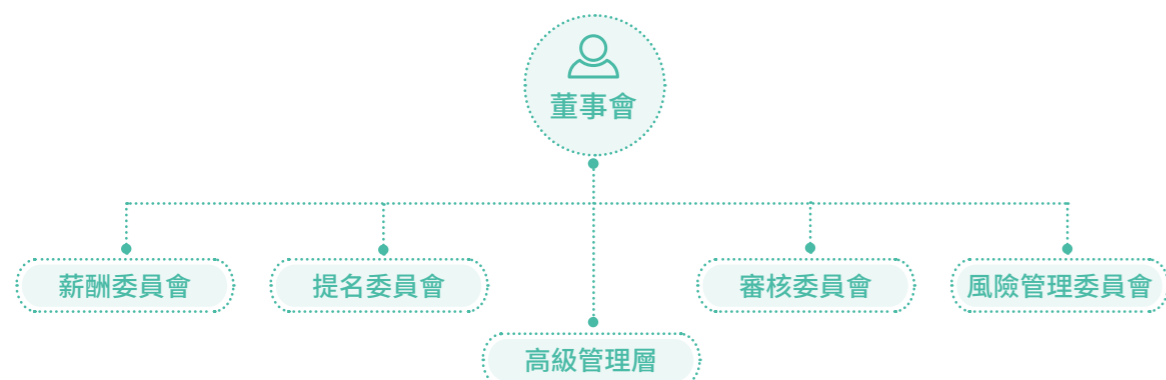 董事會
薪酬委員會
提名委員會
審核委員會
風險管理委員會
高級管理層